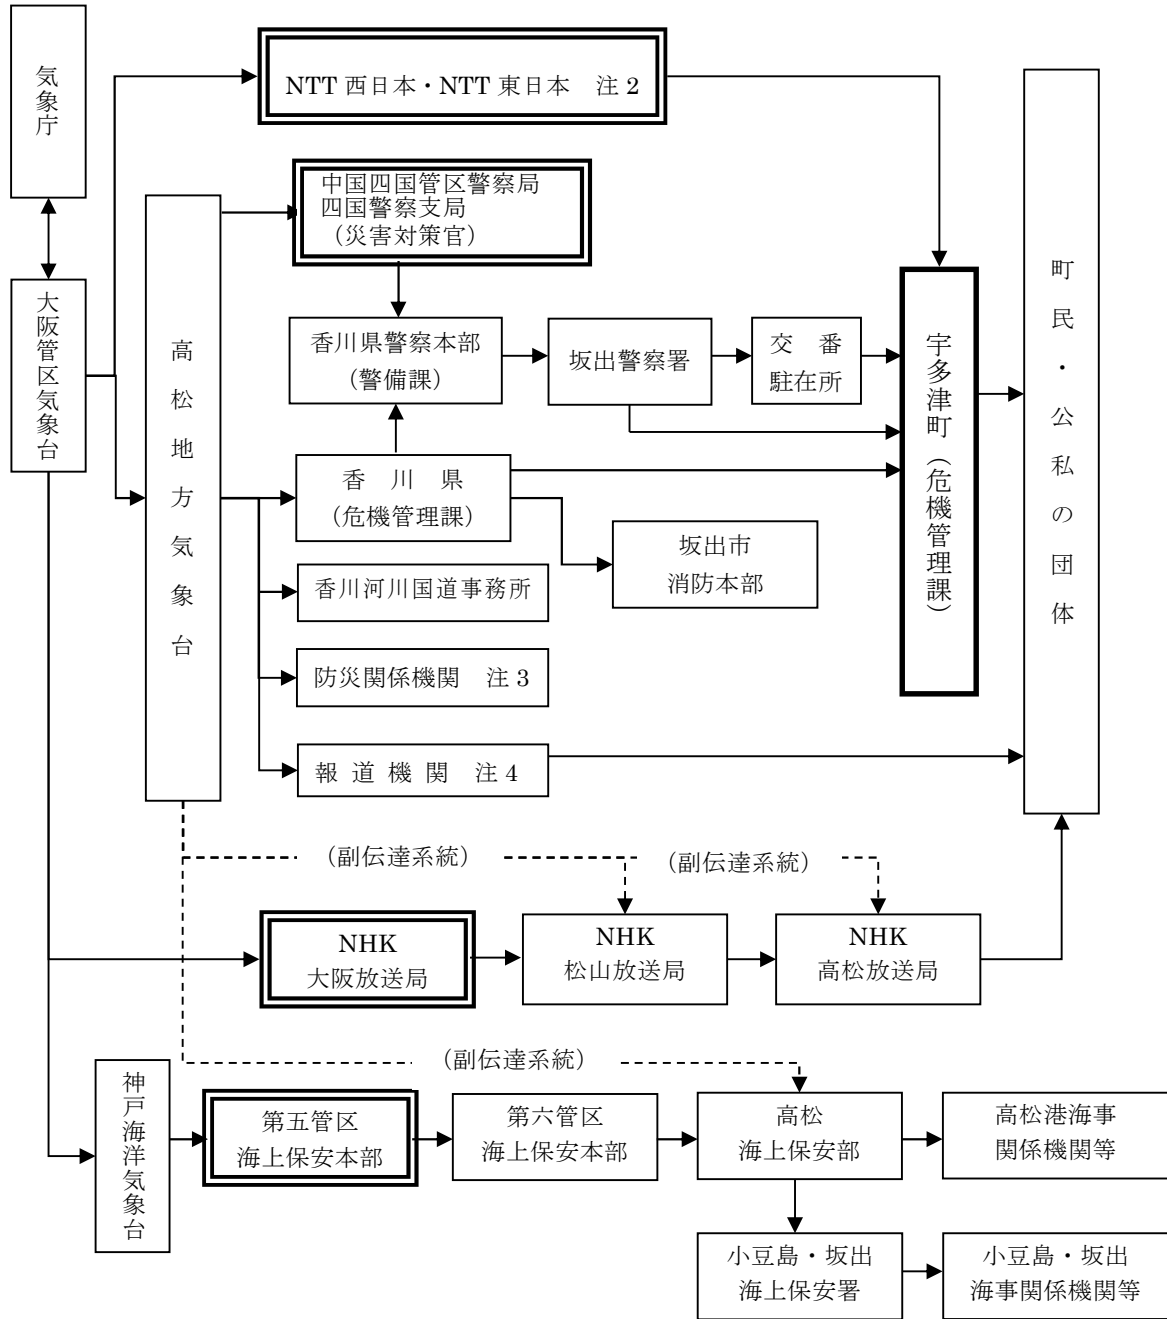 気象庁
NTT 西日本・NTT 東日本　注 2
中国四国管区警察局
四国警察支局
（災害対策官）
大阪管区気象台
高松地方気象台
香川県警察本部
(警備課)
坂出警察署
交　番
駐在所
宇多津町（危機管理課）
町民・公私の団体
香　川　県
(危機管理課)
坂出市
消防本部
香川河川国道事務所
防災関係機関　注 3
報 道 機 関　注 4
（副伝達系統）
（副伝達系統）
NHK
大阪放送局
NHK
松山放送局
NHK
高松放送局
（副伝達系統）
神戸海洋気象台
第五管区
海上保安本部
第六管区
海上保安本部
高松
海上保安部
高松港海事
関係機関等
小豆島・坂出
海上保安署
小豆島・坂出
海事関係機関等